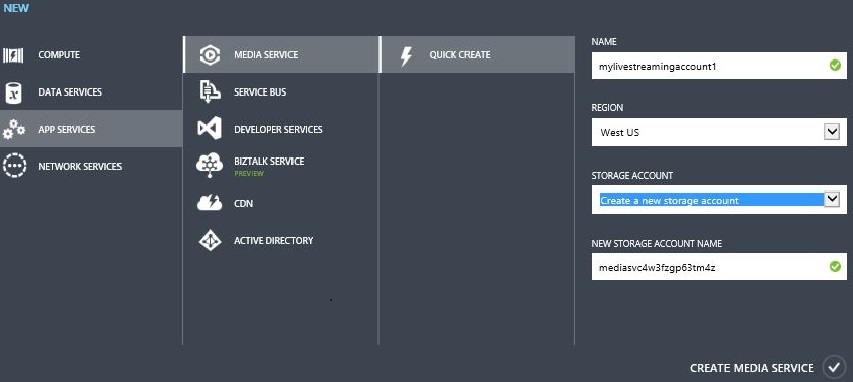 NEW
COMPUTE
DATA SERVICES
APP SERVICES
NETWORK SERVICES
MEDIA SERVICE
SERVICE BUS
DEVELOPER SERVICES
BIZTALK SERVICE
PREVIEW
CDN
ACTIVE DIRECTORY
QUICK CREATE
NAME
mylivestreamingaccount1
REGION
West US
STORAGE ACCOUNT
Create a new storage account
NEW STORAGE ACCOUNT NAME
mediasvc4w3fzgp63tm4z
CREATE MEDIA SERVICE